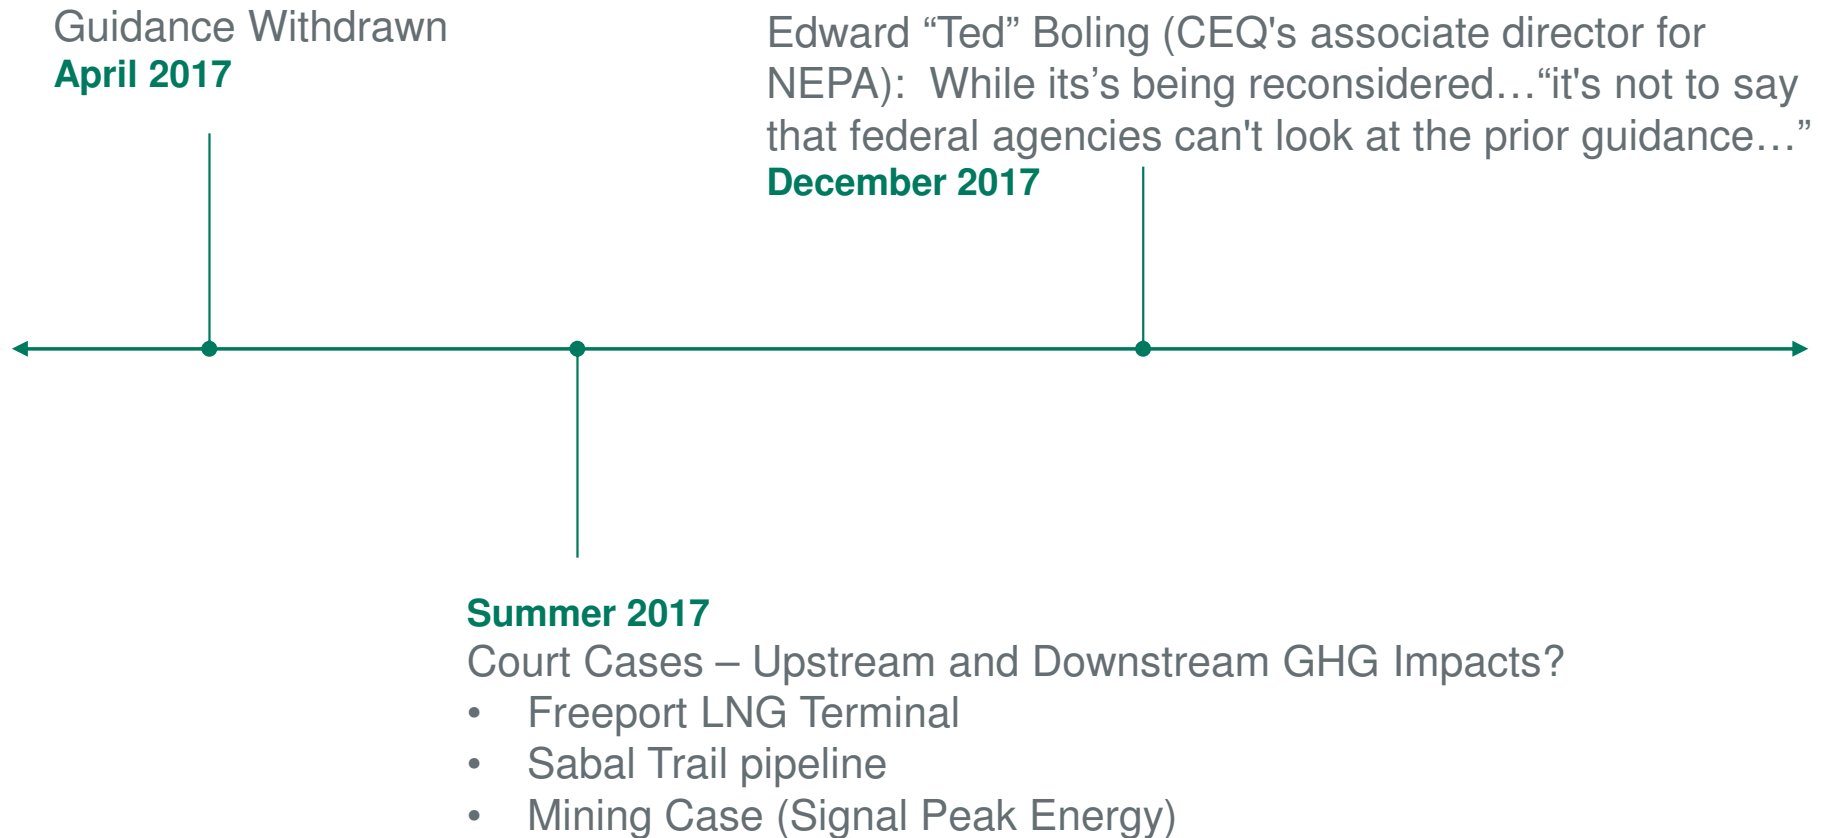 Guidance Withdrawn
April 2017
Edward “Ted” Boling (CEQ's associate director for
NEPA):  While its’s being reconsidered…“it's not to say
that federal agencies can't look at the prior guidance…”
December 2017
Summer 2017
Court Cases – Upstream and Downstream GHG Impacts?
• Freeport LNG Terminal
• Sabal Trail pipeline
• Mining Case (Signal Peak Energy)